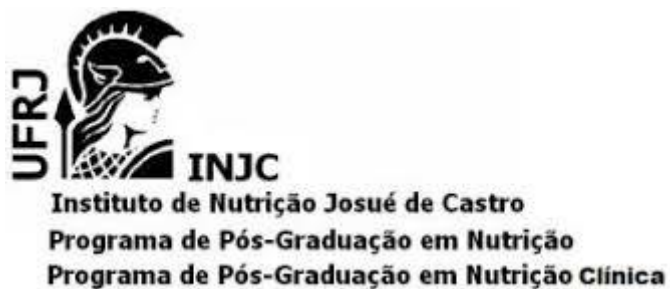 UFRJ
INJC
Instituto de Nutrição Josué de Castro
Programa de Pós-Graduação em Nutrição
Programa de Pós-Graduação em Nutrição Clínica